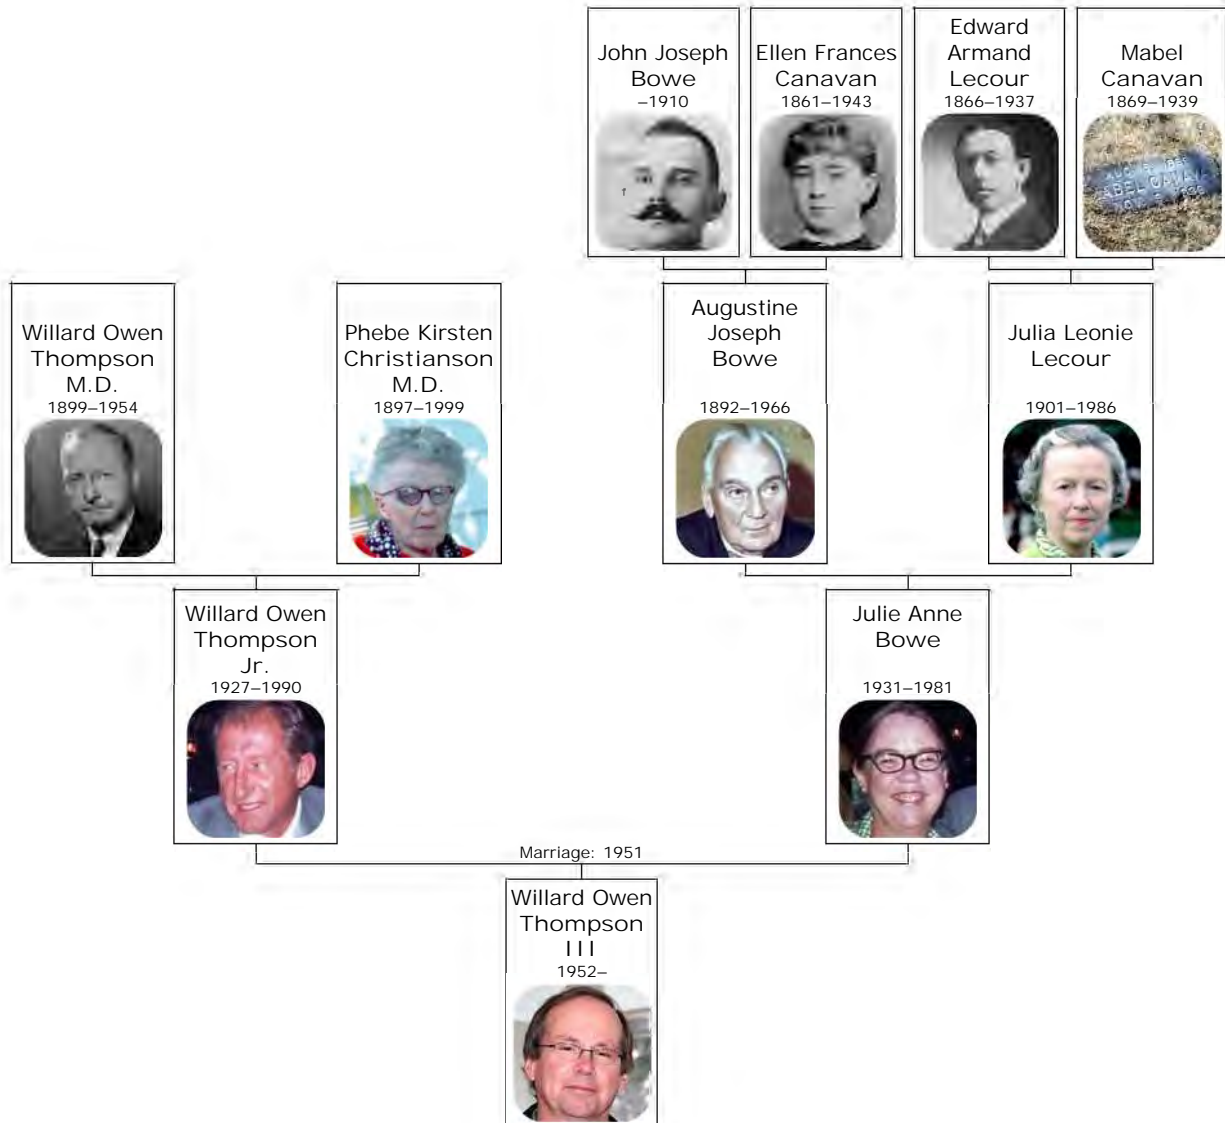 John Joseph
Bowe
–1910
Ellen Frances
Canavan
1861–1943
Edward
Armand
Lecour
1866–1937
Mabel
Canavan
1869–1939
Willard Owen
Thompson
M.D.
1899–1954
Phebe Kirsten
Christianson
M.D.
1897–1999
Augustine
Joseph
Bowe
1892–1966
Julia Leonie
Lecour
1901–1986
Willard Owen
Thompson
Jr.
1927–1990
Julie Anne
Bowe
1931–1981
Marriage: 1951
Willard Owen
Thompson
III
1952–